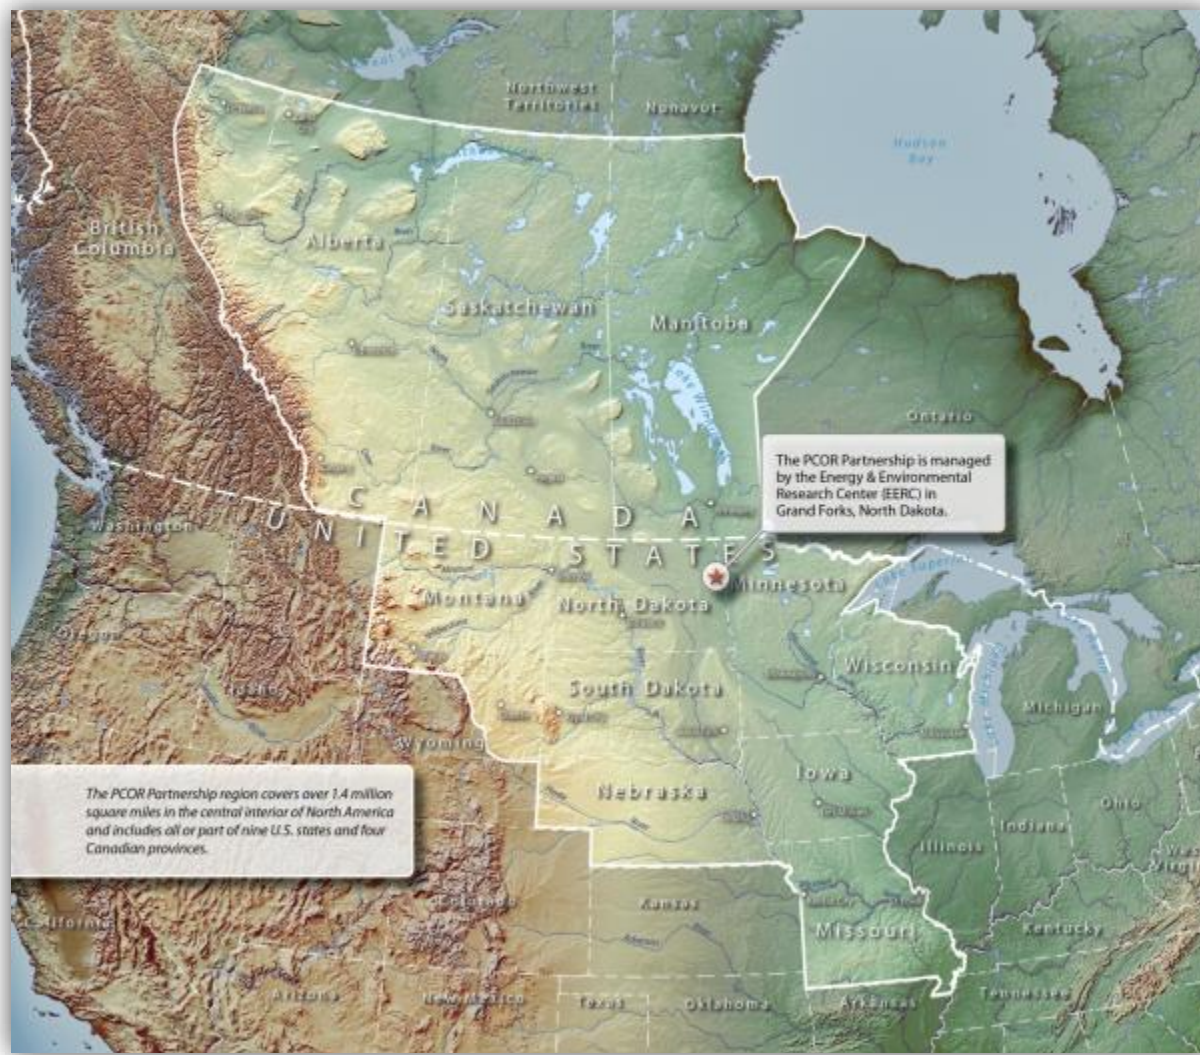 Northwest
Territories
Nunavut
Hudson
Bay
British
Columbia
Alberta
Saskatchewan
Manitoba
Ontario
The PCOR Partnership is managed
by the Energy & Environmental
Research Center (EERC) in
Grand Forks, North Dakota.
CANADA
UNITED STATES
Washington
Montana
North Dakota
Minnesota
Lake Superior
Oregon
Idaho
South Dakota
Wisconsin
Lake Michigan
Michigan
Wyoming
Iowa
Nebraska
The PCOR Partnership region covers over 1.4 million
square miles in the central interior of North America
and includes all or part of nine U.S. states and four
Canadian provinces.
Ohio
Indiana
Illinois
California
Colorado
Kansas
Missouri
Kentucky
Arizona
New Mexico
Texas
Oklahoma
Arkansas
Tennessee